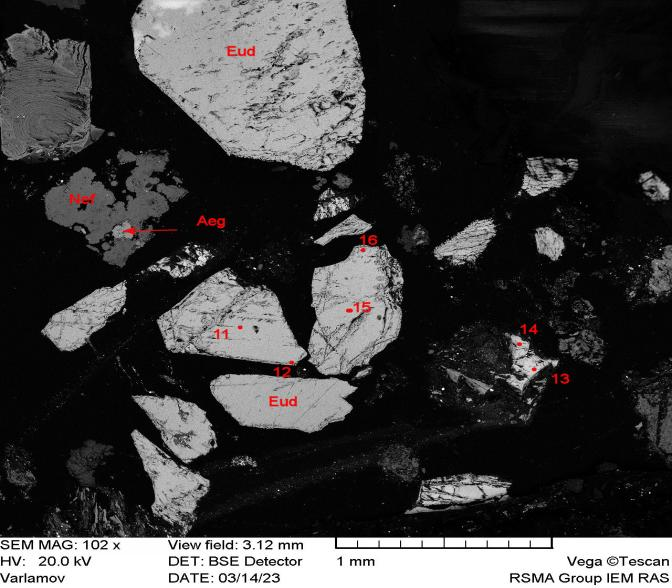 Eud
Nef
Aeg
16
15
11
14
12
13
Eud
SEM MAG: 102 x View field: 3.12 mm
HV: 20.0 kV DET: BSE Detector 1 mm Vega ©Tescan
Varlamov DATE: 03/14/23 RSMA Group IEM RAS